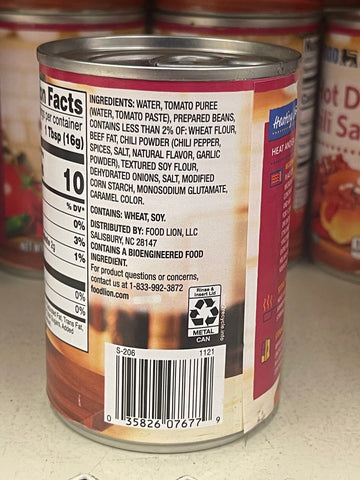 n Facts
gs per container
1 Tbsp (16g)
10
% DV*
0%
3%
1%
0%
0%
INGREDIENTS: WATER, TOMATO PUREE
(WATER, TOMATO PASTE), PREPARED BEANS,
CONTAINS LESS THAN 2% OF: WHEAT FLOUR,
BEEF FAT, CHILI POWDER (CHILI PEPPER,
SPICES, SALT, NATURAL FLAVOR, GARLIC
POWDER), TEXTURED SOY FLOUR,
DEHYDRATED ONIONS, SALT, MODIFIED
CORN STARCH, MONOSODIUM GLUTAMATE,
CARAMEL COLOR.
CONTAINS: WHEAT, SOY.
DISTRIBUTED BY: FOOD LION, LLC
SALISBURY, NC 28147
CONTAINS A BIOENGINEERED FOOD
INGREDIENT.
For product questions or concerns,
contact us at 1-833-992-3872
foodlion.com
Rinse &
Insert Lid
METAL
CAN
S-206 1121
0 35826 07677 9
HEAT AN
ot D
li Sa